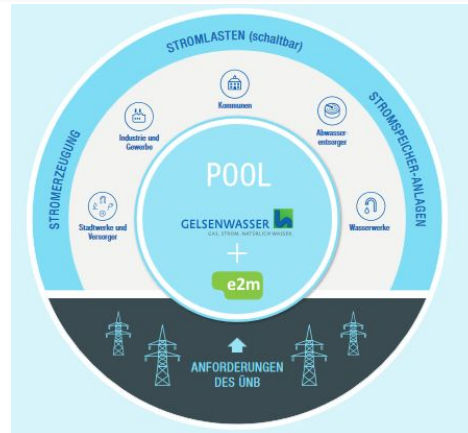 STROMLASTEN (schaltbar)
STROMERZEUGUNG
STROMSPEICHER-ANLAGEN
Kommunen
Industrie und
Gewerbe
Abwasser
entsorger
Stadtwerke und
Versorger
Wasserwerke
POOL
GELSENWASSER
GAS, STROM. NATÜRLICH WASSER.
+
e2m
ANFORDERUNGEN
DES ÜNB